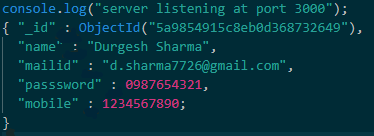 console.log("server listening at port 3000");
{ "_id" : ObjectId("5a9854915c8eb0d368732649"),
"name" : "Durgesh Sharma",
"mailid" : "d.sharma7726@gmail.com",
"passsword" : 0987654321,
"mobile" : 1234567890;
}